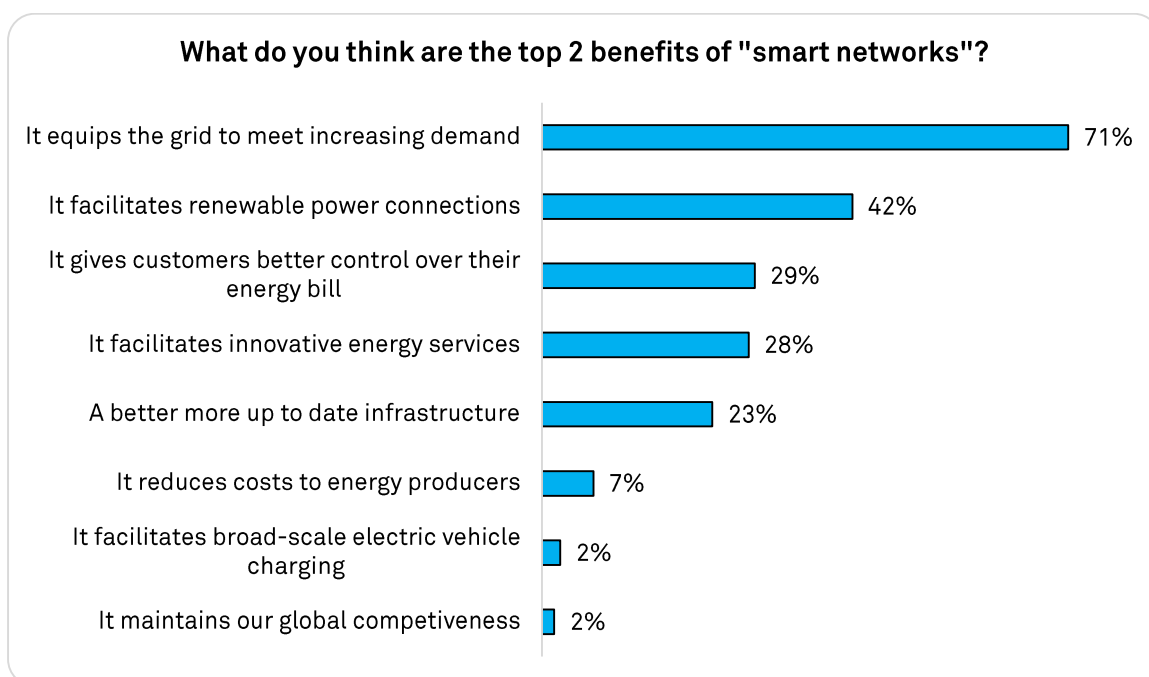 What do you think are the top 2 benefits of "smart networks"?
It equips the grid to meet increasing demand
71%
It facilitates renewable power connections
42%
It gives customers better control over their
energy bill
29%
It facilitates innovative energy services
28%
A better more up to date infrastructure
23%
It reduces costs to energy producers
7%
It facilitates broad-scale electric vehicle
charging
2%
It maintains our global competiveness
2%